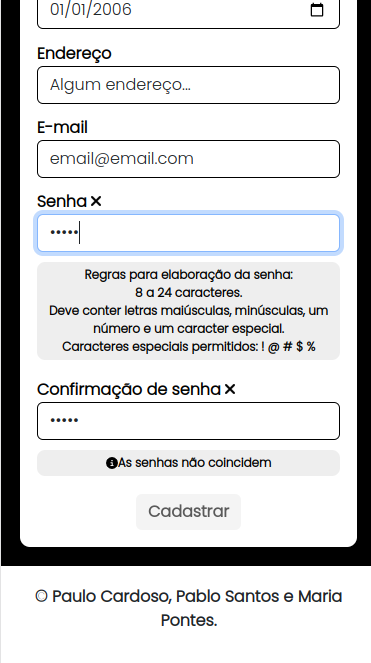 01/01/2006
Endereço
Algum endereço...
E-mail
email@email.com
Senha ✕
•••••
Regras para elaboração da senha:
8 a 24 caracteres.
Deve conter letras maiúsculas, minúsculas, um
número e um caracter especial.
Caracteres especiais permitidos: ! @ # $ %
Confirmação de senha ✕
•••••
As senhas não coincidem
Cadastrar
© Paulo Cardoso, Pablo Santos e Maria
Pontes.